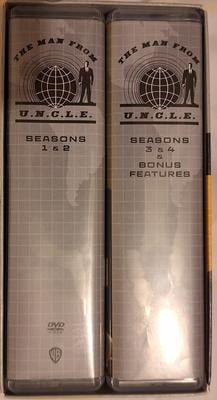 THE MAN FROM
U.N.C.L.E.
SEASONS
1 & 2
DVD
THE MAN FROM
U.N.C.L.E.
SEASONS
3 & 4
&
BONUS
FEATURES